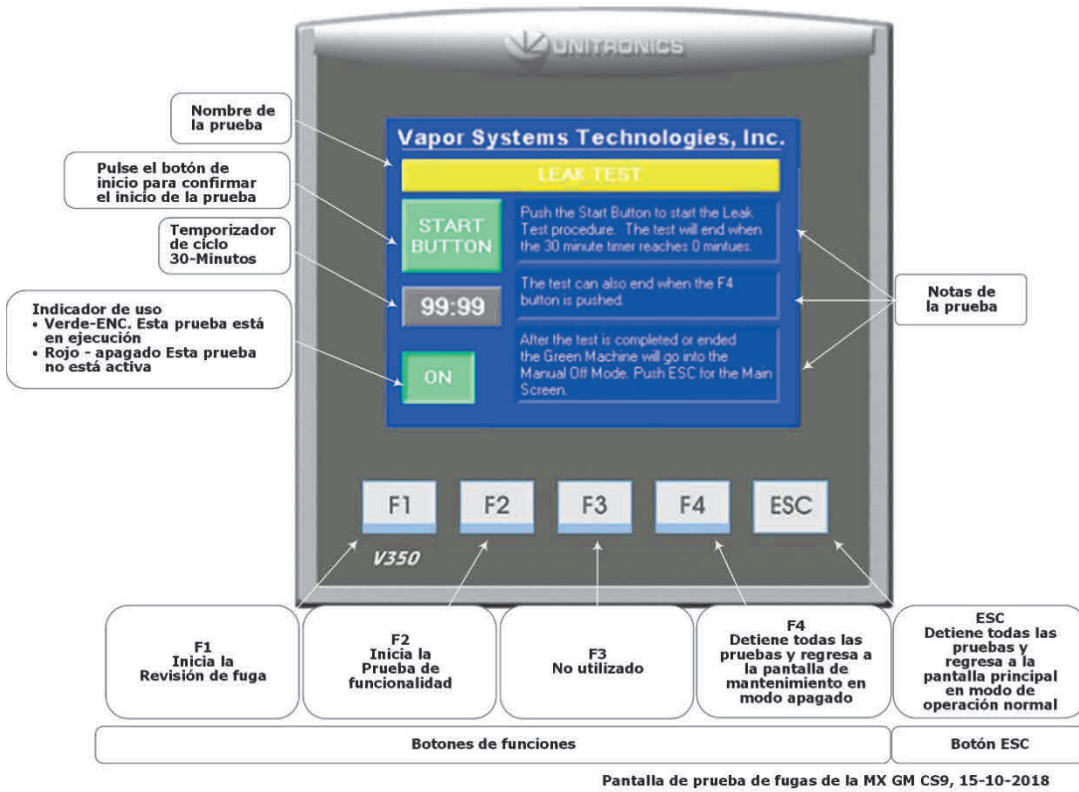 UNITRONICS
Nombre de
la prueba
Pulse el botón de
inicio para confirmar
el inicio de la prueba
Temporizador
de ciclo
30-Minutos
Indicador de uso
• Verde-ENC. Esta prueba está
en ejecución
• Rojo - apagado Esta prueba
no está activa
Vapor Systems Technologies, Inc.
LEAK TEST
START
BUTTON
Push the Start Button to start the Leak
Test procedure. The test will end when
the 30 minute timer reaches 0 mintues.
99:99
The test can also end when the F4
button is pushed.
ON
After the test is completed or ended
the Green Machine will go into the
Manual Off Mode. Push ESC for the Main
Screen.
Notas de
la prueba
F1
F2
F3
F4
ESC
V350
F1
Inicia la
Revisión de fuga
F2
Inicia la
Prueba de
funcionalidad
F3
No utilizado
F4
Detiene todas las
pruebas y regresa a
la pantalla de
mantenimiento en
modo apagado
ESC
Detiene todas las
pruebas y
regresa a la
pantalla principal
en modo de
operación normal
Botones de funciones
Botón ESC
Pantalla de prueba de fugas de la MX GM CS9, 15-10-2018